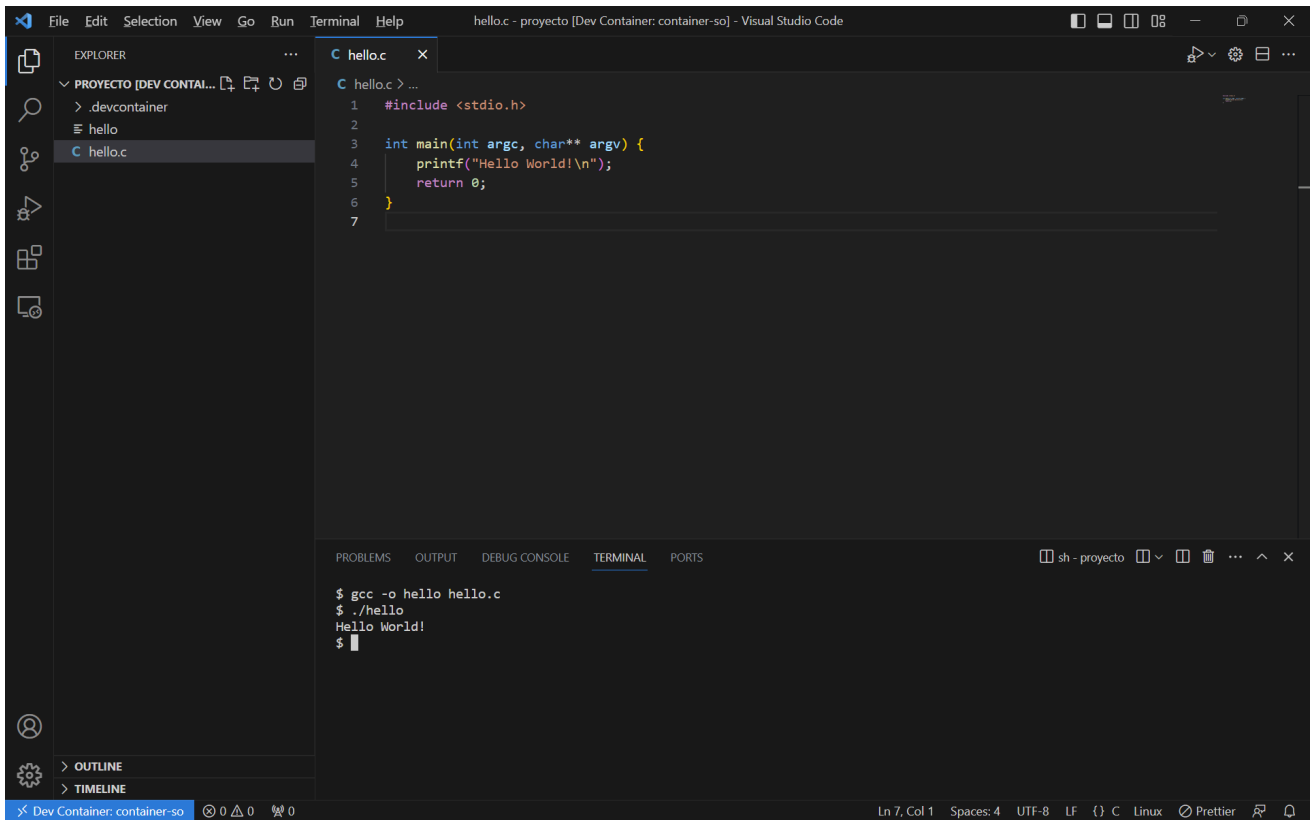 File Edit Selection View Go Run Terminal Help hello.c - proyecto [Dev Container: container-so] - Visual Studio Code
EXPLORER ···
PROYECTO [DEV CONTAI...
.devcontainer
hello
C hello.c
C hello.c
C hello.c > ...
1 #include <stdio.h>
2
3 int main(int argc, char** argv) {
4 printf("Hello World!\n");
5 return 0;
6 }
7
PROBLEMS OUTPUT DEBUG CONSOLE TERMINAL PORTS sh - proyecto
$ gcc -o hello hello.c
$ ./hello
Hello World!
$
OUTLINE
TIMELINE
Dev Container: container-so 0 0 0 Ln 7, Col 1 Spaces: 4 UTF-8 LF {} C Linux Prettier